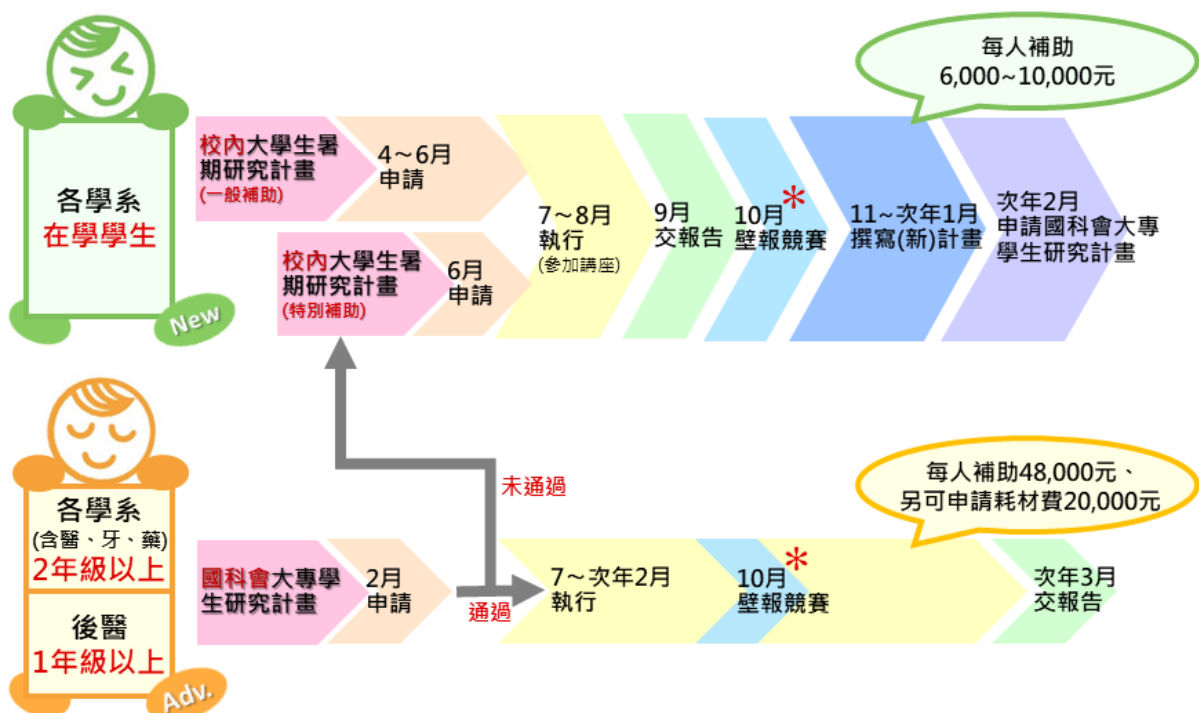 每人補助
6,000~10,000元
各學系
在學學生
New
校內大學生暑
期研究計畫
(一般補助)
4～6月
申請
校內大學生暑
期研究計畫
(特別補助)
6月
申請
7～8月
執行
(參加講座)
9月
交報告
10月*
壁報競賽
11~次年1月
撰寫(新)計畫
次年2月
申請國科會大專
學生研究計畫
每人補助48,000元、
另可申請耗材費20,000元
各學系
(含醫、牙、藥)
2年級以上
後醫
1年級以上
Adv.
國科會大專學
生研究計畫
2月
申請
未通過
通過
7～次年2月
執行
10月*
壁報競賽
次年3月
交報告